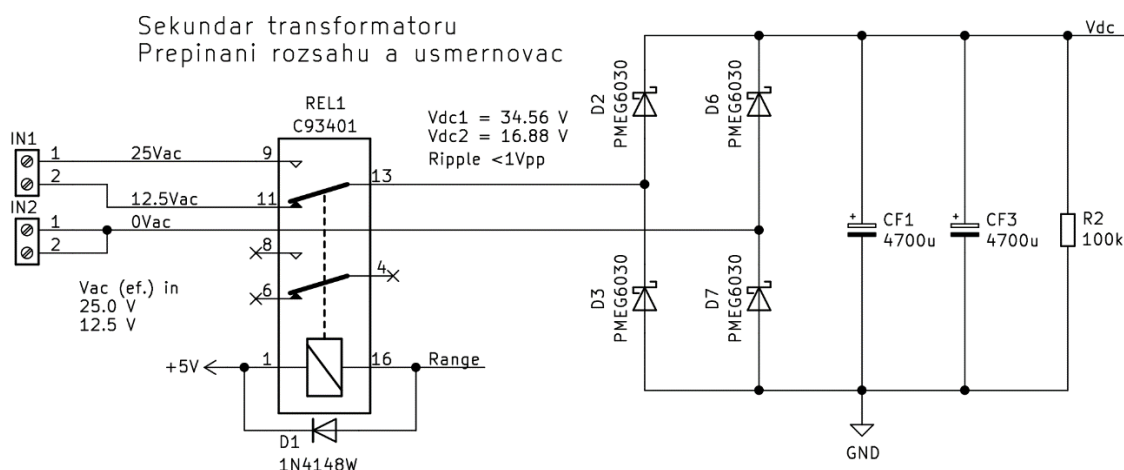 Sekundar transformatoru
Prepinani rozsahu a usmernovac
Vdc
REL1
C93401
Vdc1 = 34.56 V
Vdc2 = 16.88 V
Ripple <1Vpp
D2
PMEG6030
D6
PMEG6030
IN1
1
25Vac
9
2
12.5Vac
11
13
IN2
1
0Vac
2
8
4
6
CF1
4700u
CF3
4700u
R2
100k
Vac (ef.) in
25.0 V
12.5 V
D3
PMEG6030
D7
PMEG6030
+5V
1
16
Range
D1
1N4148W
GND